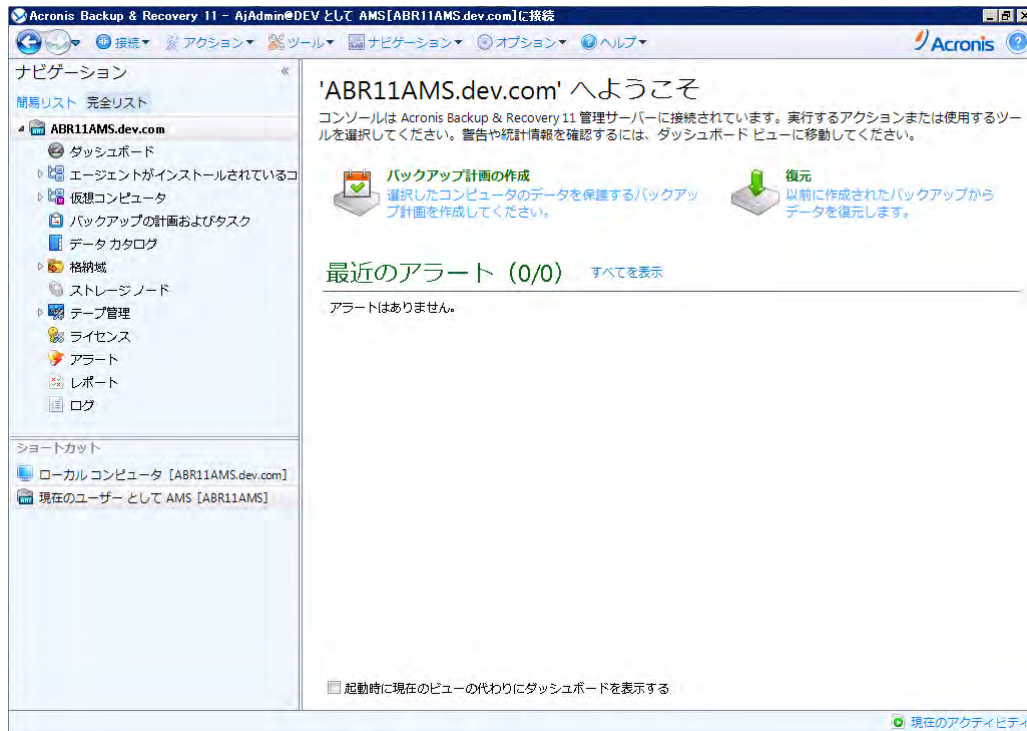 Acronis Backup & Recovery 11 - AjAdmin@DEV として AMS[ABR11AMS.dev.com]に接続
接続 アクション ツール ナビゲーション オプション ヘルプ Acronis
ナビゲーション
簡易リスト 完全リスト
ABR11AMS.dev.com
ダッシュボード
エージェントがインストールされているコ
仮想コンピュータ
バックアップの計画およびタスク
データ カタログ
格納域
ストレージ ノード
テープ管理
ライセンス
アラート
レポート
ログ
ショートカット
ローカル コンピュータ [ABR11AMS.dev.com]
現在のユーザー として AMS [ABR11AMS]
'ABR11AMS.dev.com' へようこそ
コンソールは Acronis Backup & Recovery 11 管理サーバーに接続されています。実行するアクションまたは使用するツー
ルを選択してください。警告や統計情報を確認するには、ダッシュボード ビューに移動してください。
バックアップ計画の作成
選択したコンピュータのデータを保護するバックアッ
プ計画を作成してください。
復元
以前に作成されたバックアップから
データを復元します。
最近のアラート (0/0) すべてを表示
アラートはありません。
起動時に現在のビューの代わりにダッシュボードを表示する
現在のアクティビティ